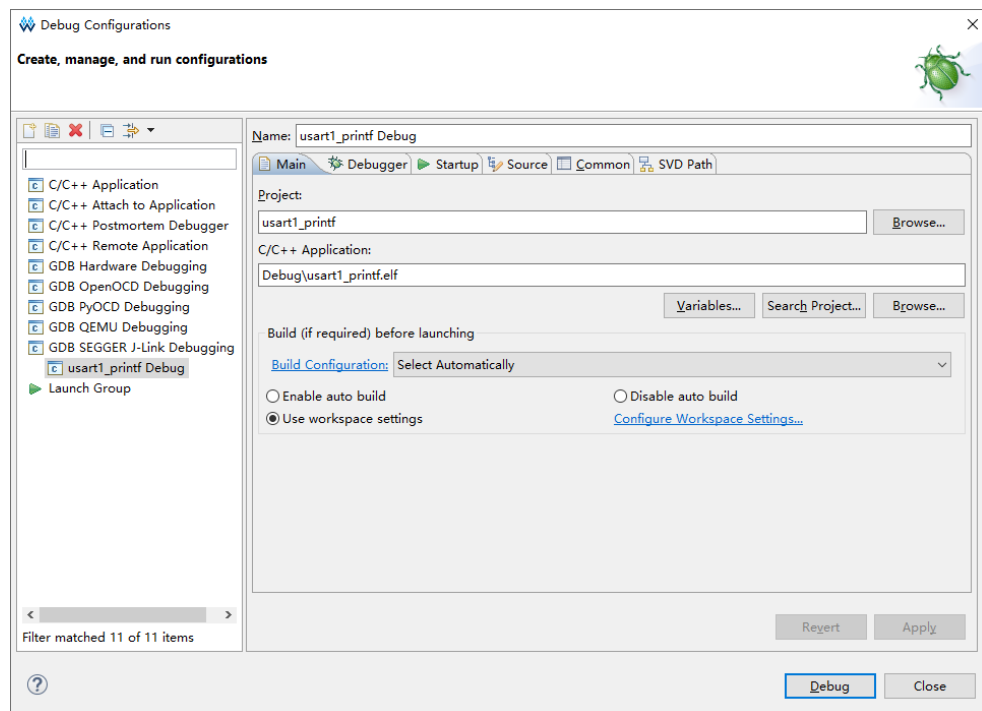 Debug Configurations
Create, manage, and run configurations
C/C++ Application
C/C++ Attach to Application
C/C++ Postmortem Debugger
C/C++ Remote Application
GDB Hardware Debugging
GDB OpenOCD Debugging
GDB PyOCD Debugging
GDB QEMU Debugging
GDB SEGGER J-Link Debugging
usart1_printf Debug
Launch Group
Filter matched 11 of 11 items
Name: usart1_printf Debug
Main Debugger Startup Source Common SVD Path
Project:
usart1_printf Browse...
C/C++ Application:
Debug\usart1_printf.elf
Variables... Search Project... Browse...
Build (if required) before launching
Build Configuration: Select Automatically
Enable auto build Disable auto build
Use workspace settings Configure Workspace Settings...
Revert Apply
Debug Close